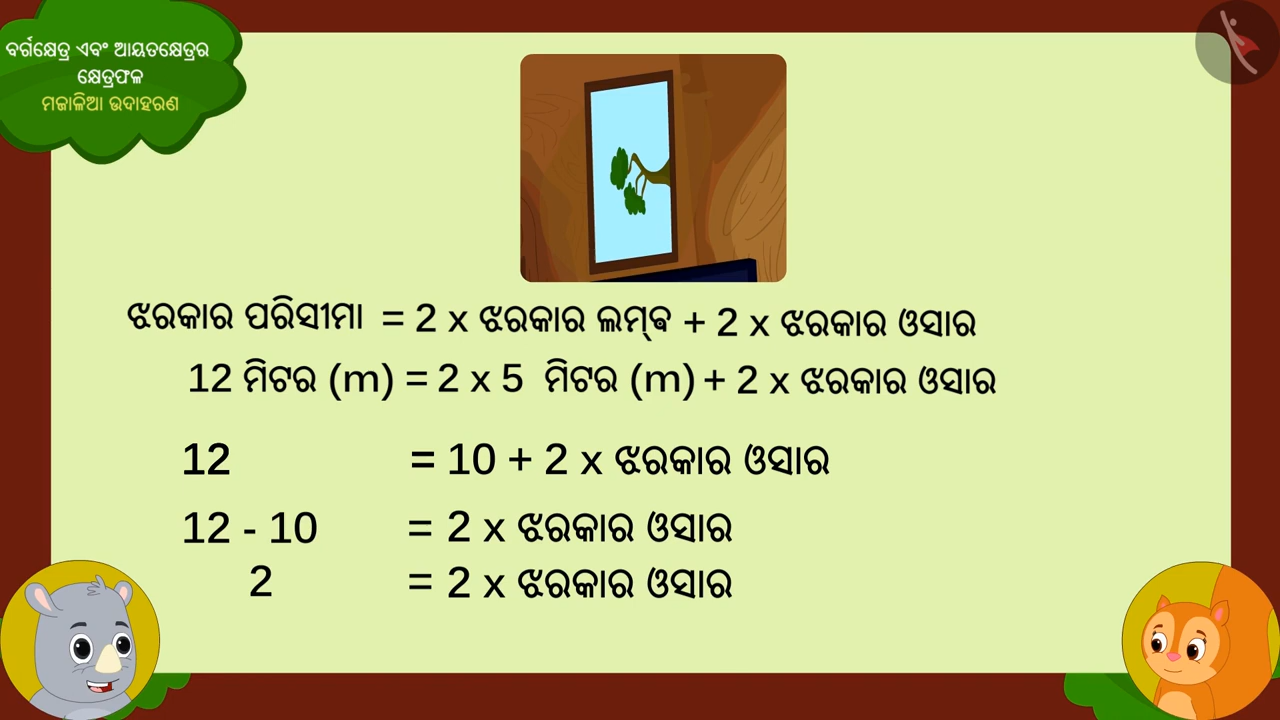 ବର୍ଗକ୍ଷେତ୍ର ଏବଂ ଆୟତକ୍ଷେତ୍ରର
କ୍ଷେତ୍ରଫଳ
ମଜାଳିଆ ଉଦାହରଣ
ଝରକାର ପରିସୀମା = 2 x ଝରକାର ଲମ୍ଵ + 2 x ଝରକାର ଓସାର
12 ମିଟର (m) = 2 x 5 ମିଟର (m) + 2 x ଝରକାର ଓସାର
12 = 10 + 2 x ଝରକାର ଓସାର
12 - 10 = 2 x ଝରକାର ଓସାର
2 = 2 x ଝରକାର ଓସାର